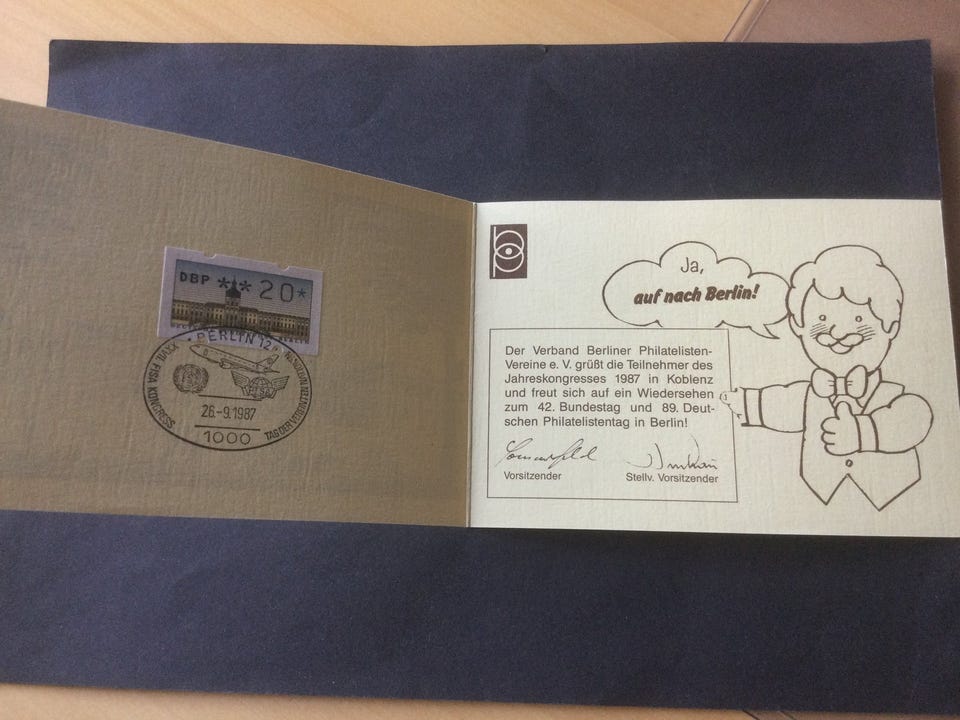 DBP **20*
BERLIN 12
XXVII. FISA KONGRESS
26.-9.1987
1000
TAG DER VEREINTEN NATIONEN
Ja,
auf nach Berlin!
Der Verband Berliner Philatelisten-
Vereine e. V. grüßt die Teilnehmer des
Jahreskongresses 1987 in Koblenz
und freut sich auf ein Wiedersehen
zum 42. Bundestag und 89. Deut-
schen Philatelistentag in Berlin!
Vorsitzender
Stellv. Vorsitzender